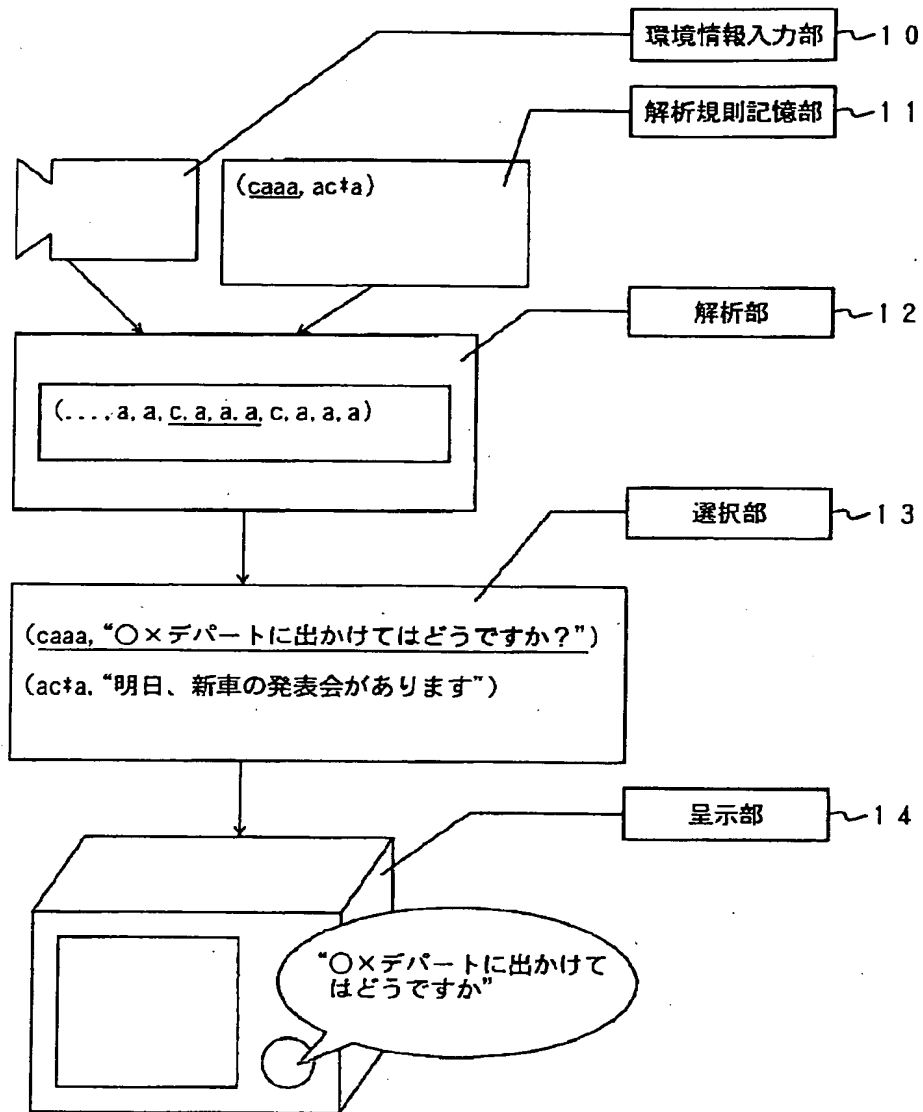 環境情報入力部 10
解析規則記憶部 11
(caaa, ac*a)
解析部 12
(...., a, a, c, a, a, a, c, a, a, a)
選択部 13
(caaa, “○×デパートに出かけてはどうですか?”)
(ac*a, “明日、新車の発表会があります”)
呈示部 14
“○×デパートに出かけて
はどうですか”